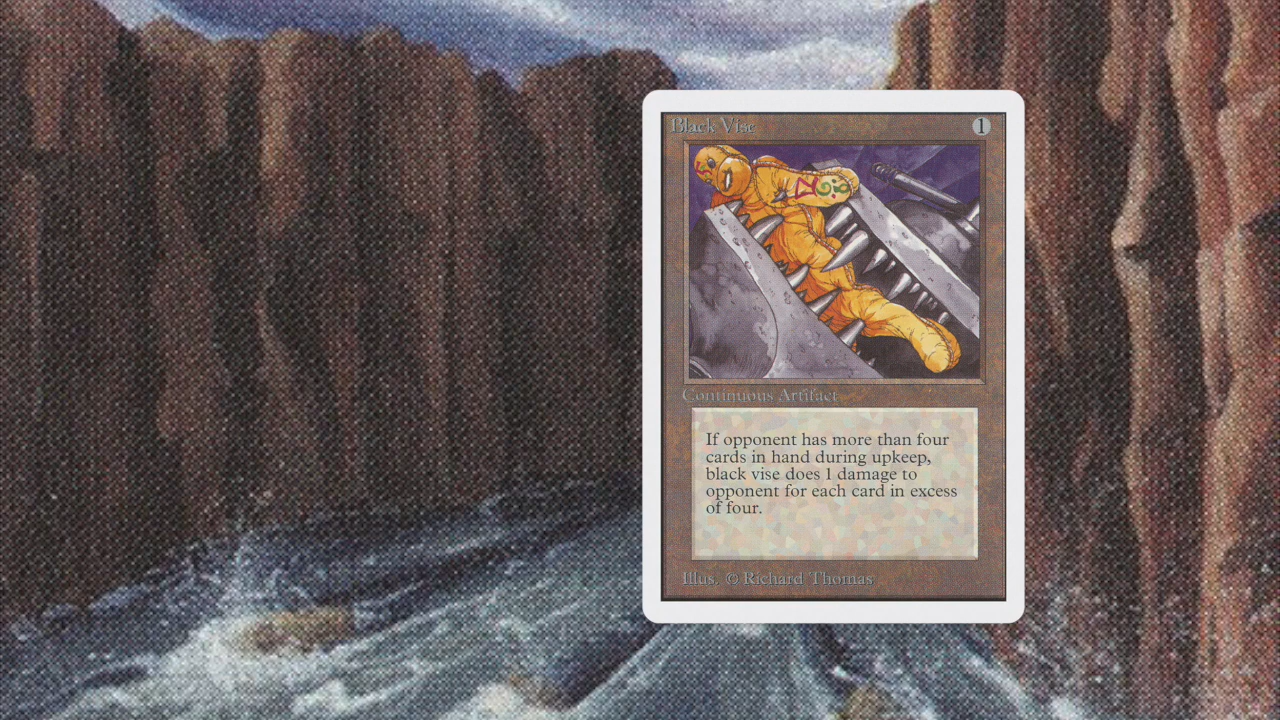 Black Vise 1
Continuous Artifact
If opponent has more than four
cards in hand during upkeep,
black vise does 1 damage to
opponent for each card in excess
of four.
Illus. © Richard Thomas